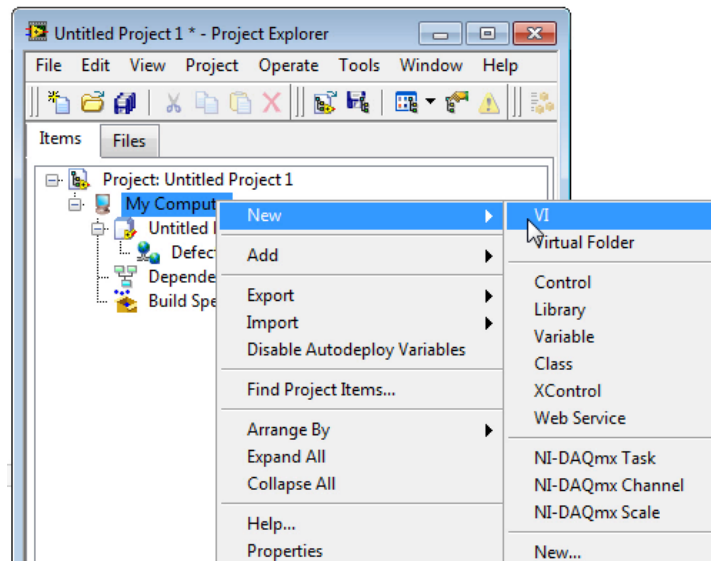 Untitled Project 1 * - Project Explorer
File Edit View Project Operate Tools Window Help
Items Files
Project: Untitled Project 1
My Comput
New
VI
Untitled
Virtual Folder
Defec
Add
Depende
Control
Build Spe
Export
Library
Import
Variable
Disable Autodeploy Variables
Class
Find Project Items...
XControl
Web Service
Arrange By
Expand All
NI-DAQmx Task
Collapse All
NI-DAQmx Channel
NI-DAQmx Scale
Help...
Properties
New...